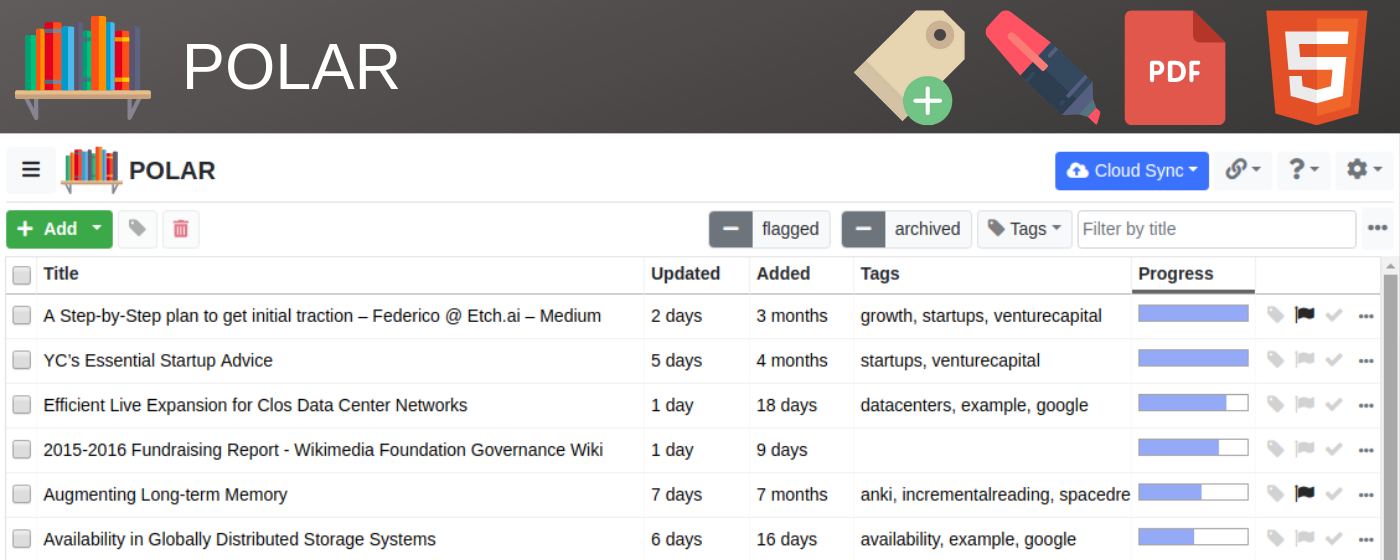 POLAR
PDF
5
POLAR
Cloud Sync
?
+ Add
flagged
archived
Tags
Filter by title
Title Updated Added Tags Progress
A Step-by-Step plan to get initial traction – Federico @ Etch.ai – Medium 2 days 3 months growth, startups, venturecapital
YC's Essential Startup Advice 5 days 4 months startups, venturecapital
Efficient Live Expansion for Clos Data Center Networks 1 day 18 days datacenters, example, google
2015-2016 Fundraising Report - Wikimedia Foundation Governance Wiki 1 day 9 days
Augmenting Long-term Memory 7 days 7 months anki, incrementalreading, spacedre
Availability in Globally Distributed Storage Systems 6 days 16 days availability, example, google